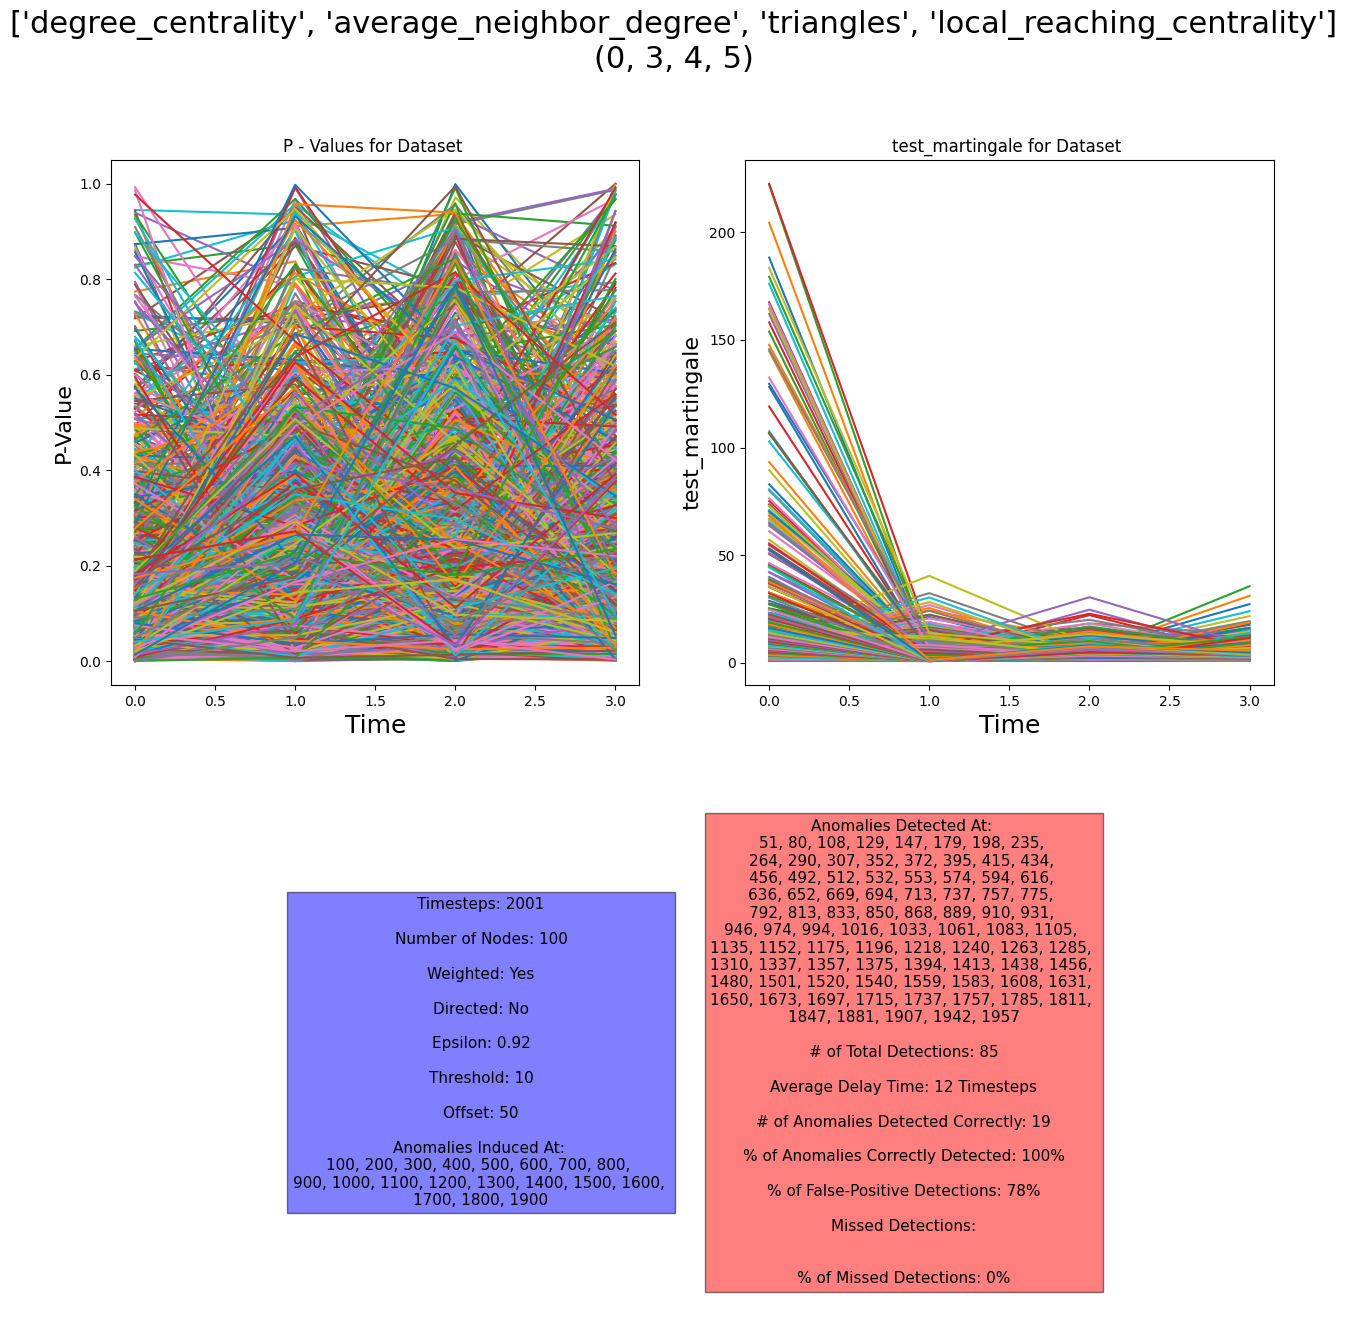 ['degree_centrality', 'average_neighbor_degree', 'triangles', 'local_reaching_centrality']
(0, 3, 4, 5)
P - Values for Dataset
P-Value
1.0
0.8
0.6
0.4
0.2
0.0
0.0 0.5 1.0 1.5 2.0 2.5 3.0
Time
test_martingale for Dataset
test_martingale
200
150
100
50
0
0.0 0.5 1.0 1.5 2.0 2.5 3.0
Time
Timesteps: 2001
Number of Nodes: 100
Weighted: Yes
Directed: No
Epsilon: 0.92
Threshold: 10
Offset: 50
Anomalies Induced At:
100, 200, 300, 400, 500, 600, 700, 800,
900, 1000, 1100, 1200, 1300, 1400, 1500, 1600,
1700, 1800, 1900
Anomalies Detected At:
51, 80, 108, 129, 147, 179, 198, 235,
264, 290, 307, 352, 372, 395, 415, 434,
456, 492, 512, 532, 553, 574, 594, 616,
636, 652, 669, 694, 713, 737, 757, 775,
792, 813, 833, 850, 868, 889, 910, 931,
946, 974, 994, 1016, 1033, 1061, 1083, 1105,
1135, 1152, 1175, 1196, 1218, 1240, 1263, 1285,
1310, 1337, 1357, 1375, 1394, 1413, 1438, 1456,
1480, 1501, 1520, 1540, 1559, 1583, 1608, 1631,
1650, 1673, 1697, 1715, 1737, 1757, 1785, 1811,
1847, 1881, 1907, 1942, 1957
# of Total Detections: 85
Average Delay Time: 12 Timesteps
# of Anomalies Detected Correctly: 19
% of Anomalies Correctly Detected: 100%
% of False-Positive Detections: 78%
Missed Detections:
% of Missed Detections: 0%